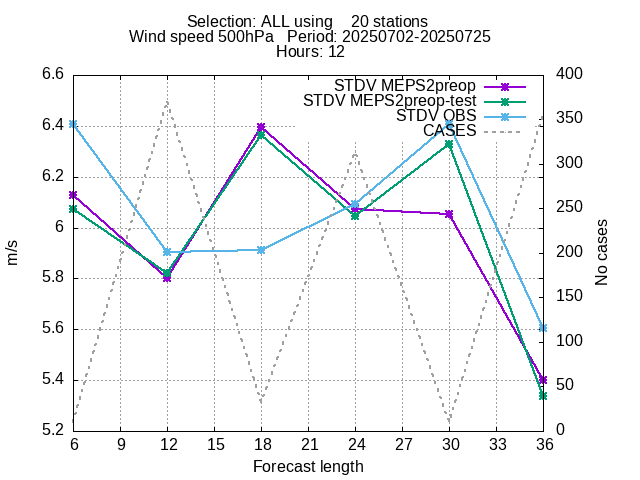 Selection: ALL using    20 stations
Wind speed 500hPa   Period: 20250702-20250725
Hours: 12
STDV MEPS2preop
STDV MEPS2preop-test
STDV OBS
CASES
6.6
6.4
6.2
6
5.8
5.6
5.4
5.2
m/s
400
350
300
250
200
150
100
50
0
No cases
6 9 12 15 18 21 24 27 30 33 36
Forecast length